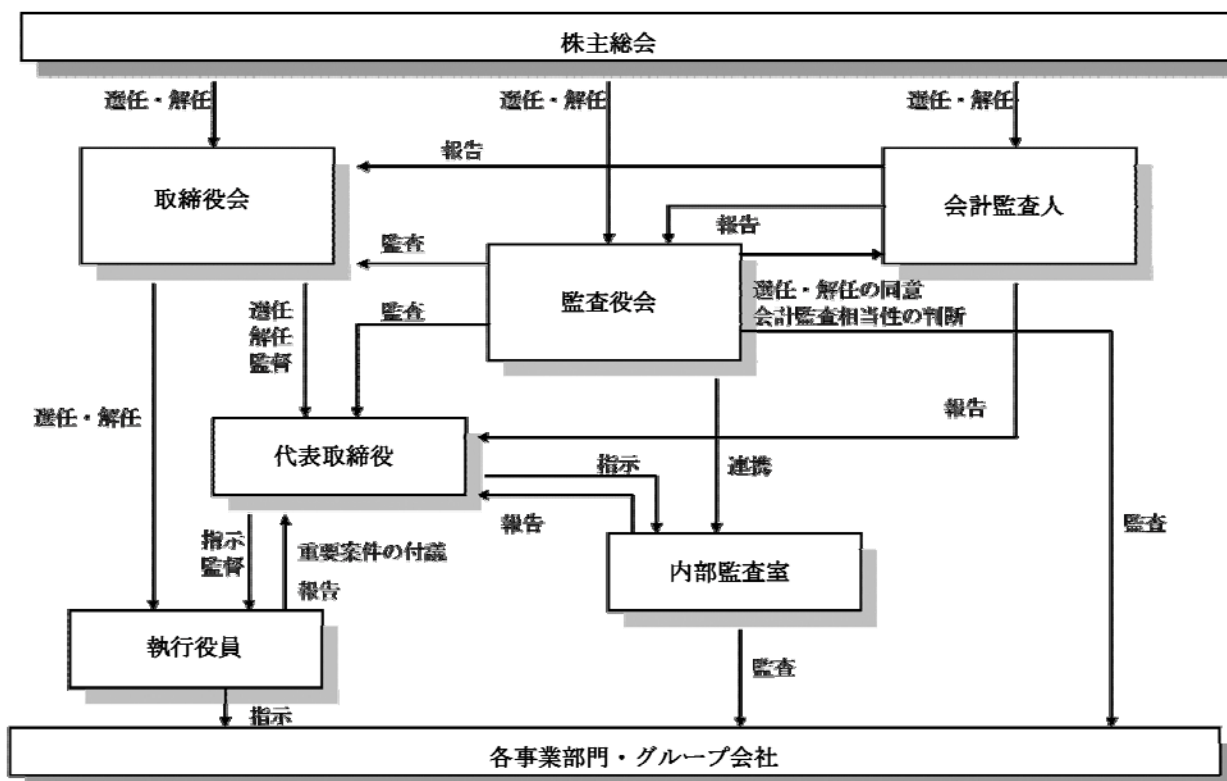 株主総会
選任・解任
選任・解任
選任・解任
報告
取締役会
会計監査人
報告
監査
監査役会
選任・解任の同意
会計監査相当性の判断
選任
解任
監督
監査
選任・解任
報告
代表取締役
指示
連携
報告
監査
指示
監督
重要案件の付議
報告
内部監査室
執行役員
監査
指示
各事業部門・グループ会社